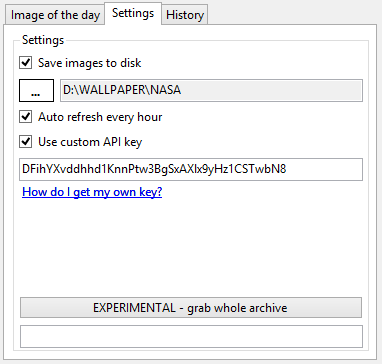 Image of the day Settings History
Settings
Save images to disk
... D:\WALLPAPER\NASA
Auto refresh every hour
Use custom API key
DFihYXvddhhd1KnnPtw3BgSxAXlx9yHz1CSTwbN8
How do I get my own key?
EXPERIMENTAL - grab whole archive